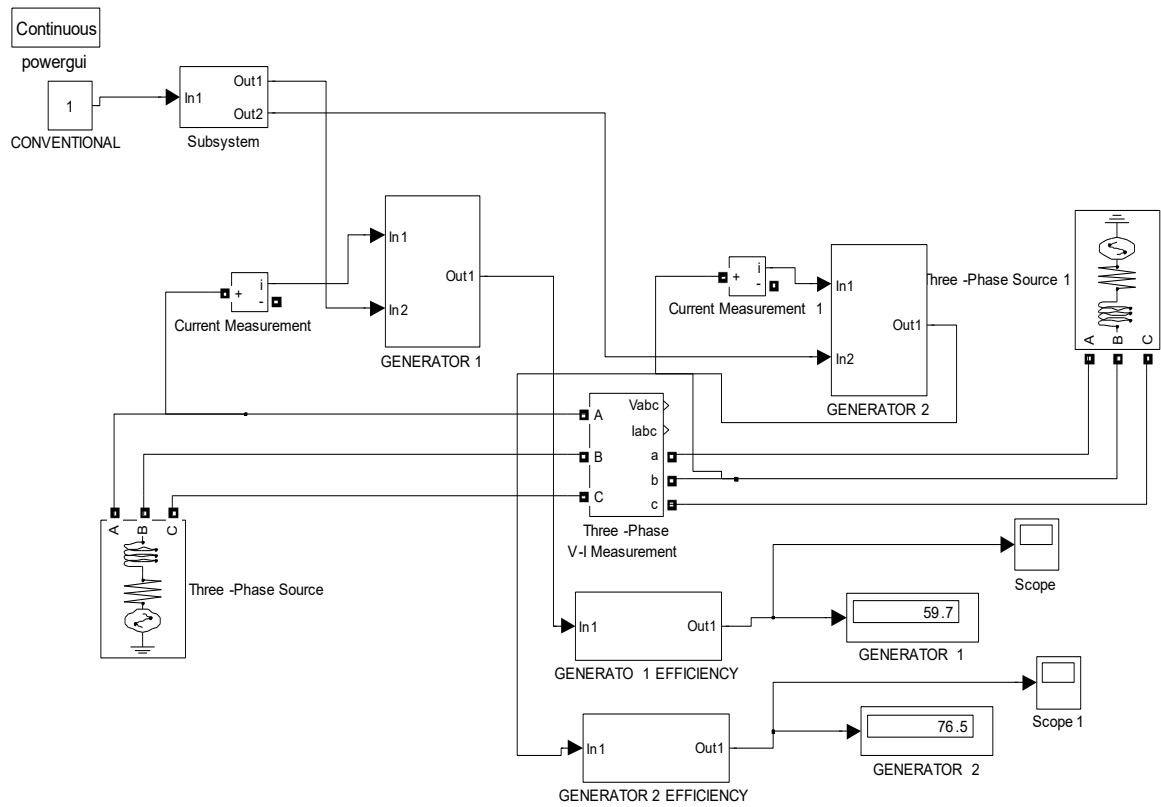 Continuous
powergui
1
CONVENTIONAL
In1
Out1
Out2
Subsystem
+
i
-
Current Measurement
In1
In2
Out1
GENERATOR 1
+
i
-
Current Measurement 1
In1
In2
Out1
GENERATOR 2
Three -Phase Source 1
A
B
C
A
B
C
Vabc
Iabc
a
b
c
Three -Phase
V-I Measurement
A
B
C
Three -Phase Source
Scope
In1
Out1
GENERATO 1 EFFICIENCY
59.7
GENERATOR 1
Scope 1
In1
Out1
GENERATOR 2 EFFICIENCY
76.5
GENERATOR 2